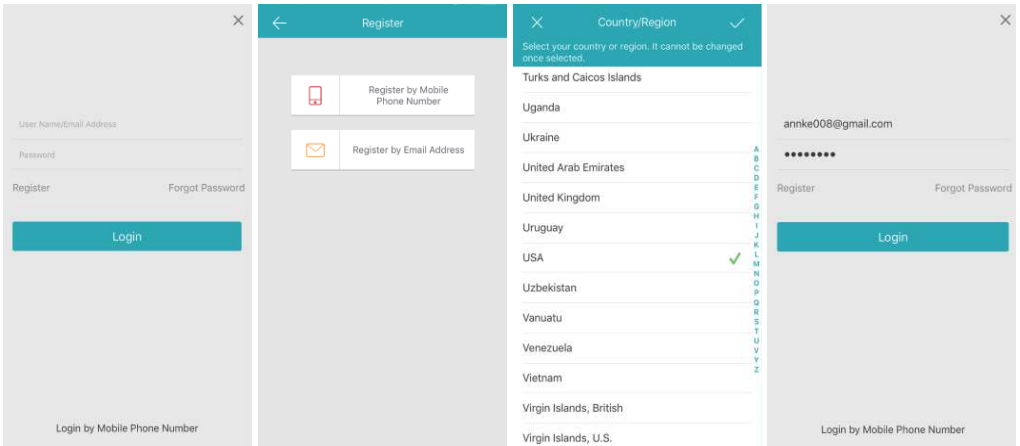 User Name/Email Address
Password
Register
Forgot Password
Login
Login by Mobile Phone Number
Register
Register by Mobile
Phone Number
Register by Email Address
Country/Region
Select your country or region. It cannot be changed
once selected.
Turks and Caicos Islands
Uganda
Ukraine
United Arab Emirates
United Kingdom
Uruguay
USA
Uzbekistan
Vanuatu
Venezuela
Vietnam
Virgin Islands, British
Virgin Islands, U.S.
A
B
C
D
E
F
G
H
I
J
K
L
M
N
O
P
Q
R
S
T
U
V
Y
Z
annke008@gmail.com
Register
Forgot Password
Login
Login by Mobile Phone Number